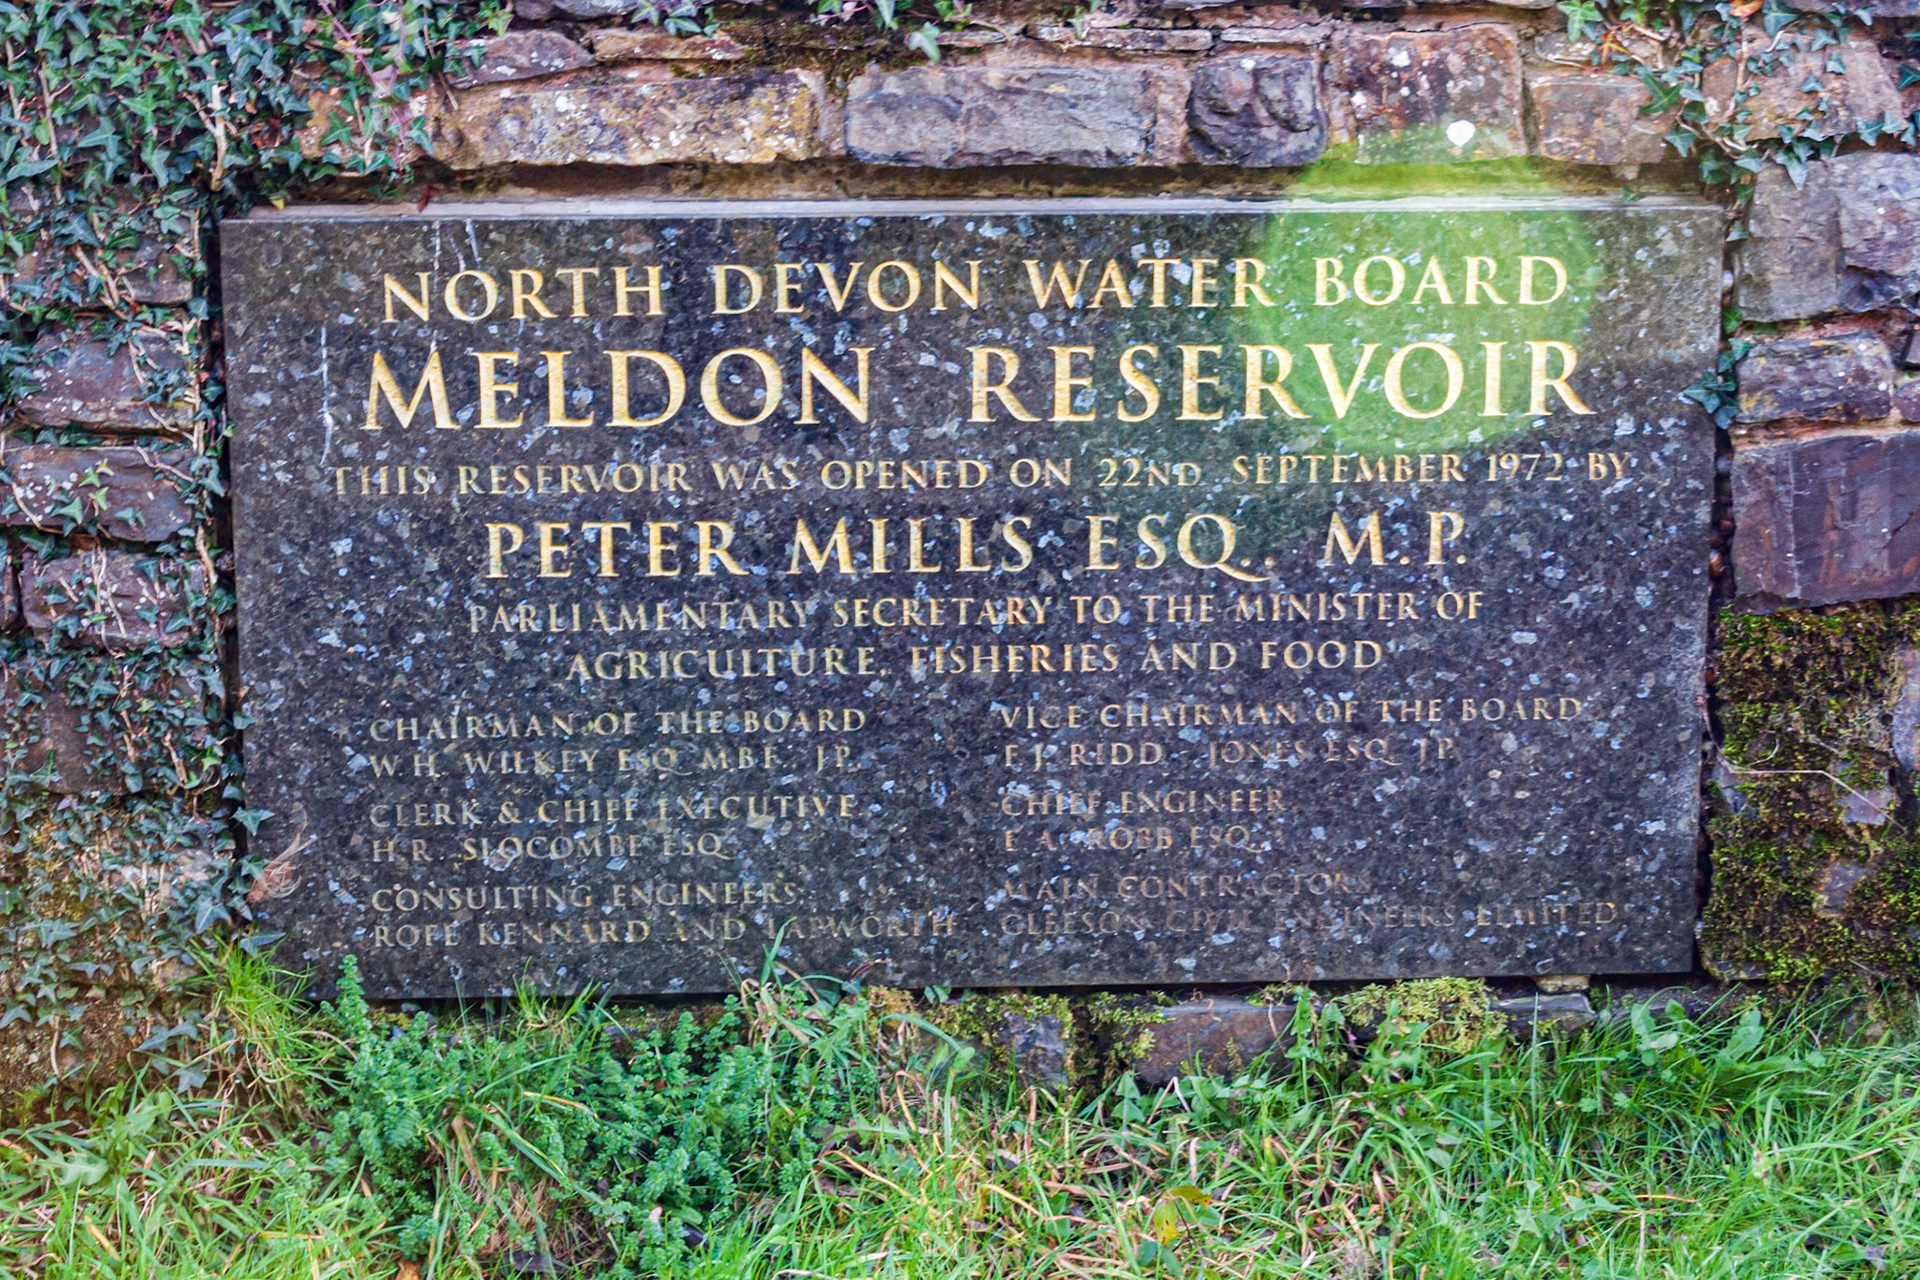 NORTH DEVON WATER BOARD
MELDON RESERVOIR
THIS RESERVOIR WAS OPENED ON 22ND SEPTEMBER 1972 BY
PETER MILLS ESQ., M.P.
PARLIAMENTARY SECRETARY TO THE MINISTER OF
AGRICULTURE, FISHERIES AND FOOD
CHAIRMAN OF THE BOARD
W. H. WILKEY ESQ. MBE. JP.
VICE CHAIRMAN OF THE BOARD
F. J. RIDD - JONES ESQ. JP.
CLERK & CHIEF EXECUTIVE
H. R. SLOCOMBE ESQ.
CHIEF ENGINEER
E. A. ROBB ESQ.
CONSULTING ENGINEERS
ROFE KENNARD AND LAPWORTH
MAIN CONTRACTORS
GLEESON CIVIL ENGINEERS LIMITED